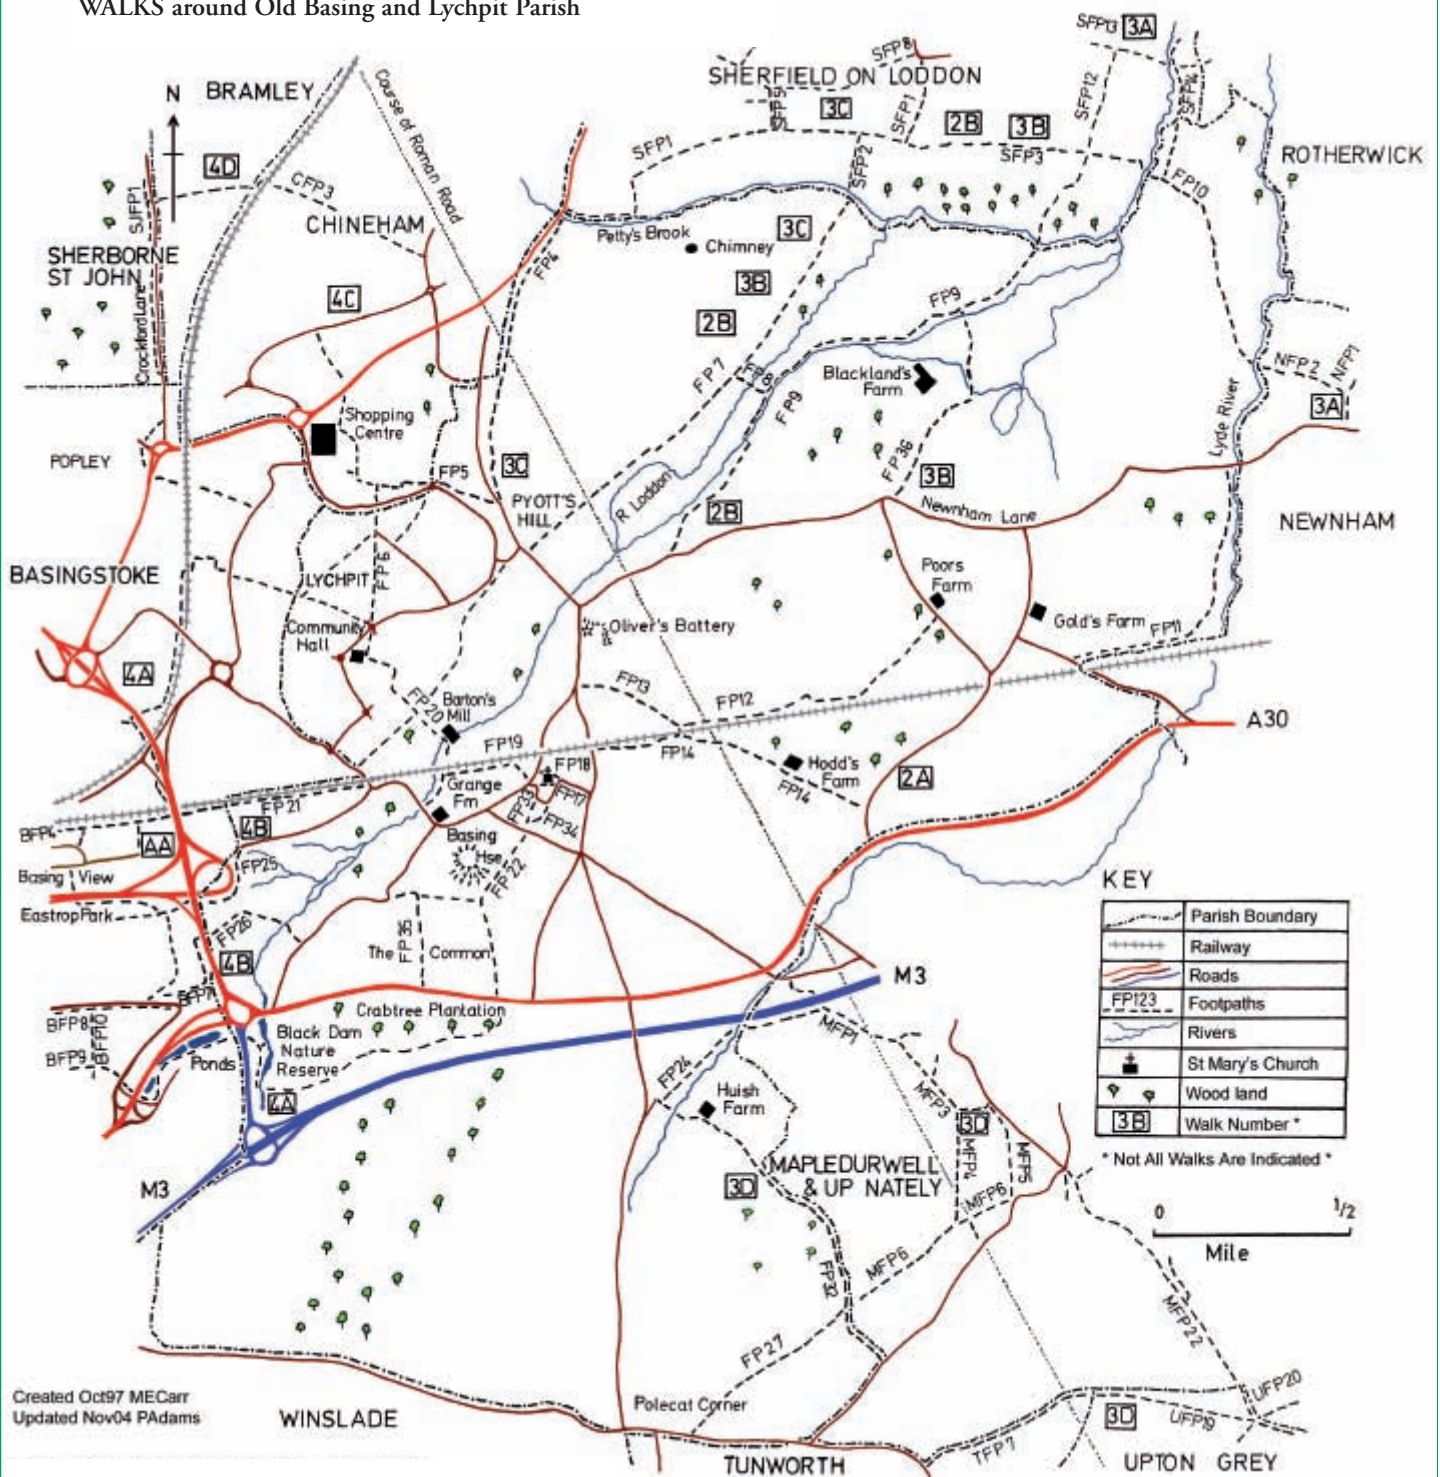 WALKS around Old Basing and Lychpit Parish
N
BRAMLEY
Course of Roman Road
SHERFIELD ON LODDON
SFP8
SFP13
3A
SFP12
SFP14
SFP9
3C
SFP1
2B
3B
SFP1
SFP2
SFP3
ROTHERWICK
4D
CFP3
SJFP1
CHINEHAM
FP10
Petty's Brook
Chimney
3C
SHERBORNE
ST JOHN
Crockford Lane
4C
FP4
3B
2B
FP9
FP7
FP8
FP9
Blackland's
Farm
NFP2
NFP1
3A
Lyde River
Shopping
Centre
POPLEY
FP5
3C
PYOTT'S
HILL
R Loddon
2B
FP36
3B
Newnham Lane
NEWNHAM
BASINGSTOKE
LYCHPIT
FP6
Community
Hall
Oliver's Battery
Poors
Farm
Gold's Farm
FP11
4A
FP20
Barton's
Mill
FP13
FP12
A30
FP19
FP14
FP18
FP17
FP33
FP34
Hodd's
Farm
FP14
2A
Grange
Fm
FP21
BFP4
4B
AA
Basing
Hse
FP22
Basing View
FP25
Eastrop Park
FP26
The Common
FP35
4B
M3
BFP7
BFP8
BFP10
BFP9
Crabtree Plantation
Black Dam
Nature
Reserve
Ponds
4A
MFP1
FP24
Huish
Farm
MFP3
3D
MFP4
MFP5
MAPLEDURWELL
& UP NATELY
3D
MFP6
M3
MFP6
FP32
FP27
MFP22
KEY
Parish Boundary
Railway
Roads
FP123 Footpaths
Rivers
St Mary's Church
Wood land
3B Walk Number *
* Not All Walks Are Indicated *
0 1/2
Mile
Created Oct97 MECarr
Updated Nov04 PAdams
WINSLADE
Polecat Corner
TUNWORTH
TFP7
3D
UFP20
UFP19
UPTON GREY